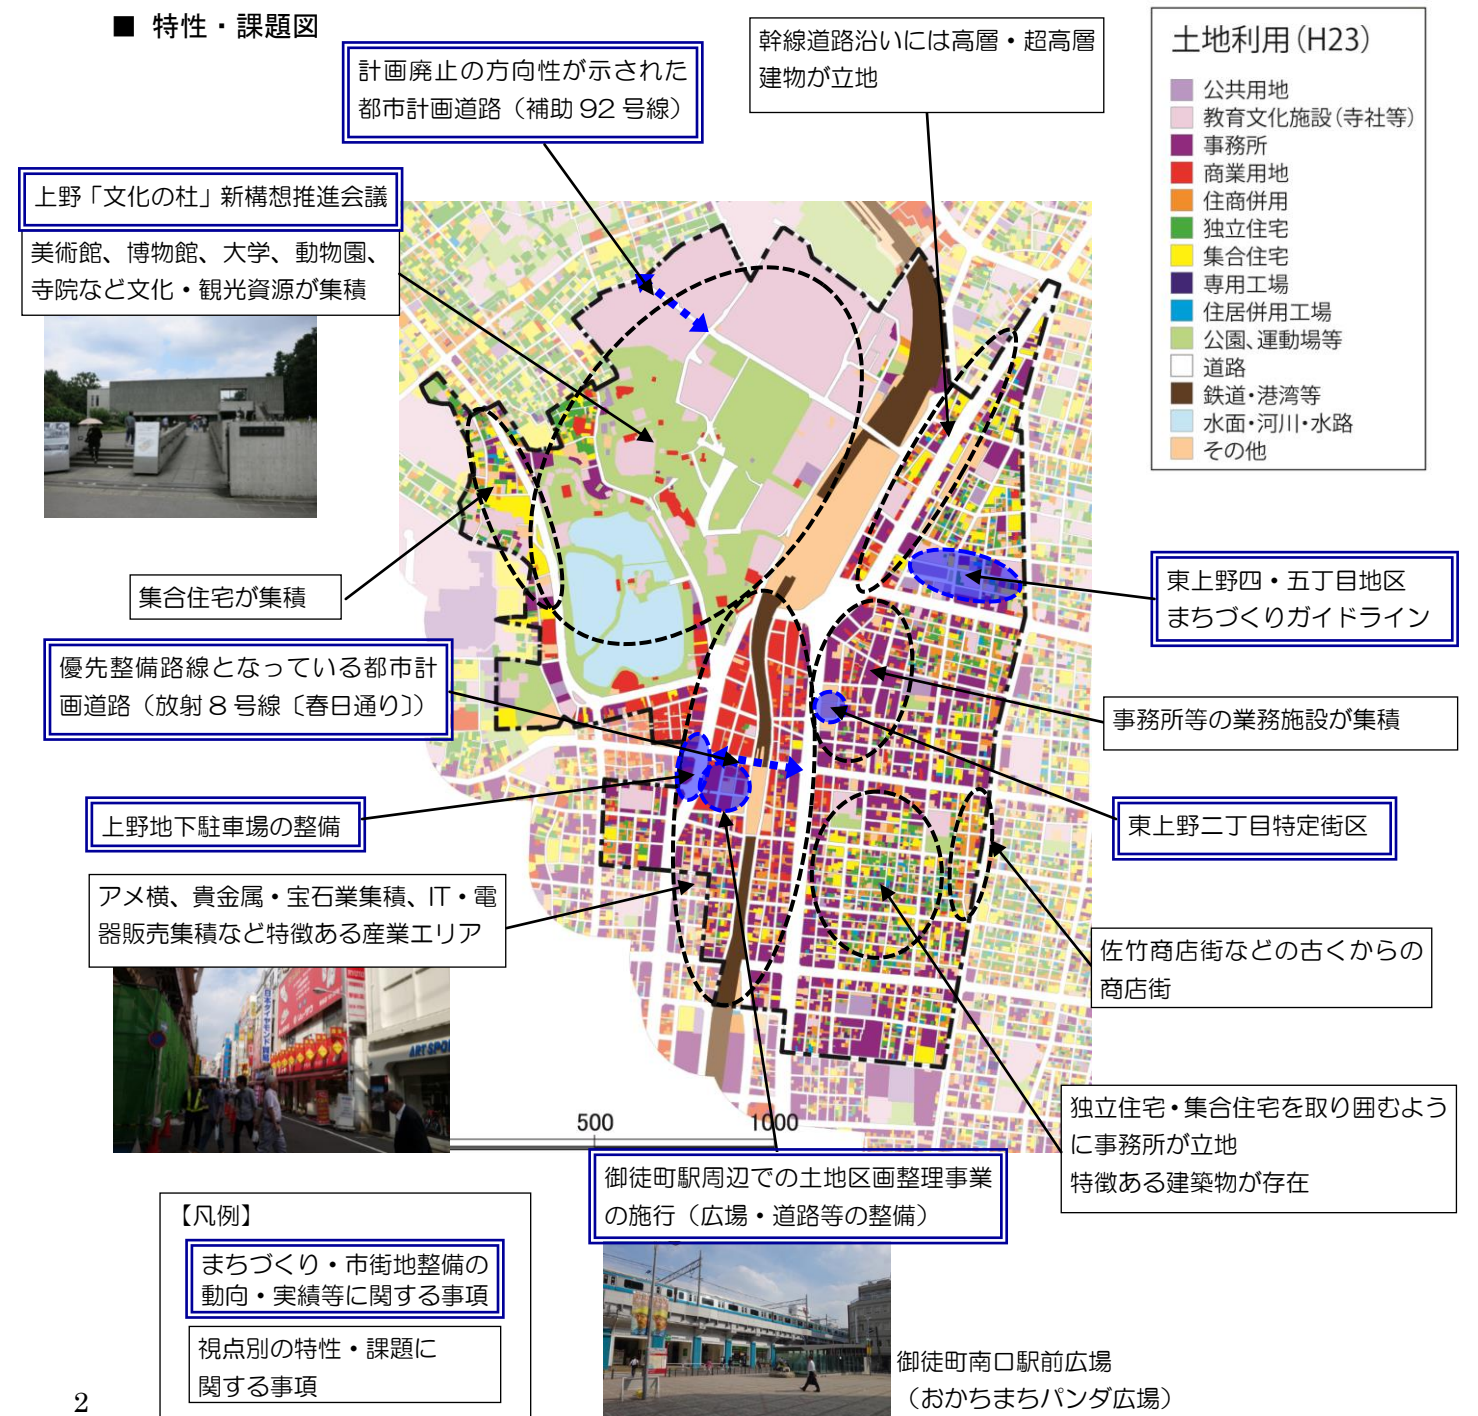 ■ 特性・課題図
計画廃止の方向性が示された
都市計画道路（補助 92 号線）
幹線道路沿いには高層・超高層
建物が立地
土地利用（H23）
公共用地
教育文化施設（寺社等）
事務所
商業用地
住商併用
独立住宅
集合住宅
専用工場
住居併用工場
公園、運動場等
道路
鉄道・港湾等
水面・河川・水路
その他
上野「文化の杜」新構想推進会議
美術館、博物館、大学、動物園、
寺院など文化・観光資源が集積
集合住宅が集積
優先整備路線となっている都市計
画道路（放射 8 号線〔春日通り〕）
上野地下駐車場の整備
アメ横、貴金属・宝石業集積、IT・電
器販売集積など特徴ある産業エリア
東上野四・五丁目地区
まちづくりガイドライン
事務所等の業務施設が集積
東上野二丁目特定街区
佐竹商店街などの古くからの
商店街
独立住宅・集合住宅を取り囲むよう
に事務所が立地
特徴ある建築物が存在
ART SPO
500
1000
御徒町駅周辺での土地区画整理事業
の施行（広場・道路等の整備）
御徒町南口駅前広場
（おかちまちパンダ広場）
【凡例】
まちづくり・市街地整備の
動向・実績等に関する事項
視点別の特性・課題に
関する事項
2